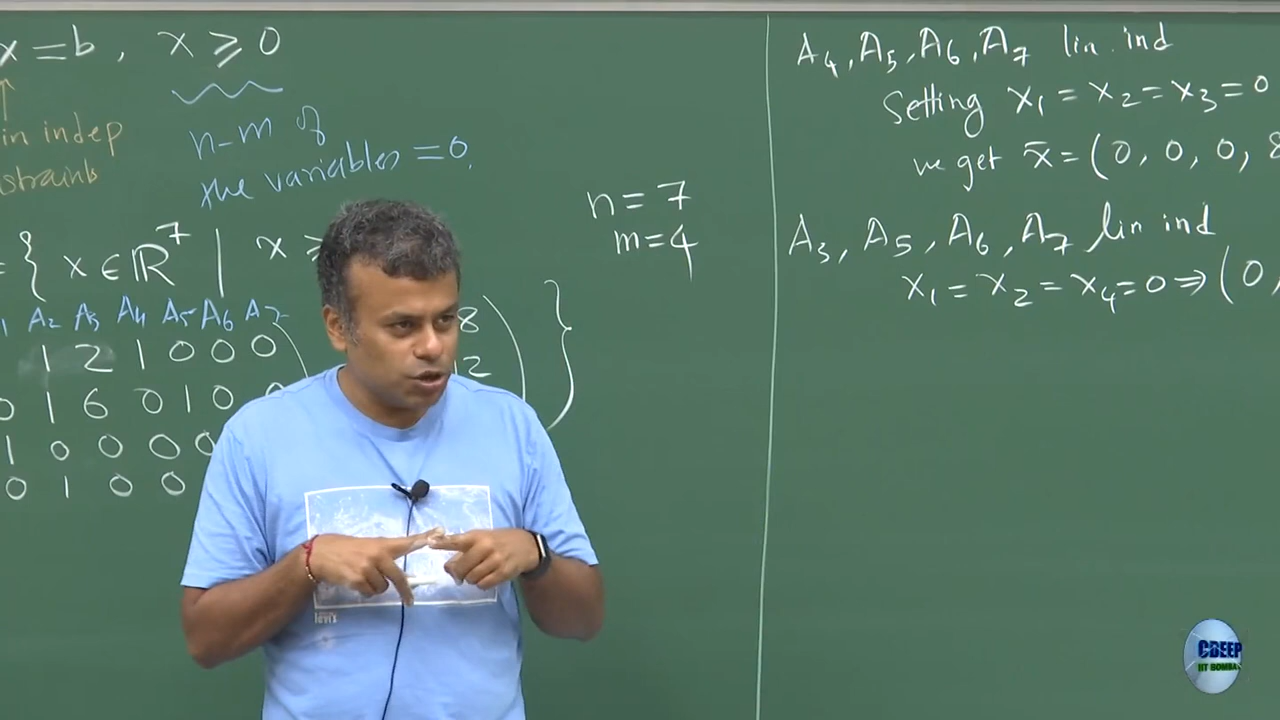 x = b , x ≥ 0
in indep
straints
n-m of
the variables = 0,
= { x ∈ ℝ⁷ | x ≥
A₂ A₃ A₄ A₅ A₆ A₇
1 2 1 0 0 0
8
0 1 6 0 1 0 0
12
1 0 0 0 0
0 1 0 0
n = 7
m = 4
A₄, A₅, A₆, A₇ lin. ind
Setting x₁ = x₂ = x₃ = 0
we get x̄ = (0, 0, 0, 8
A₃, A₅, A₆, A₇ lin ind
x₁ = x₂ = x₄ = 0 ⇒ (0,
levi's
CDEEP
IIT BOMBAY